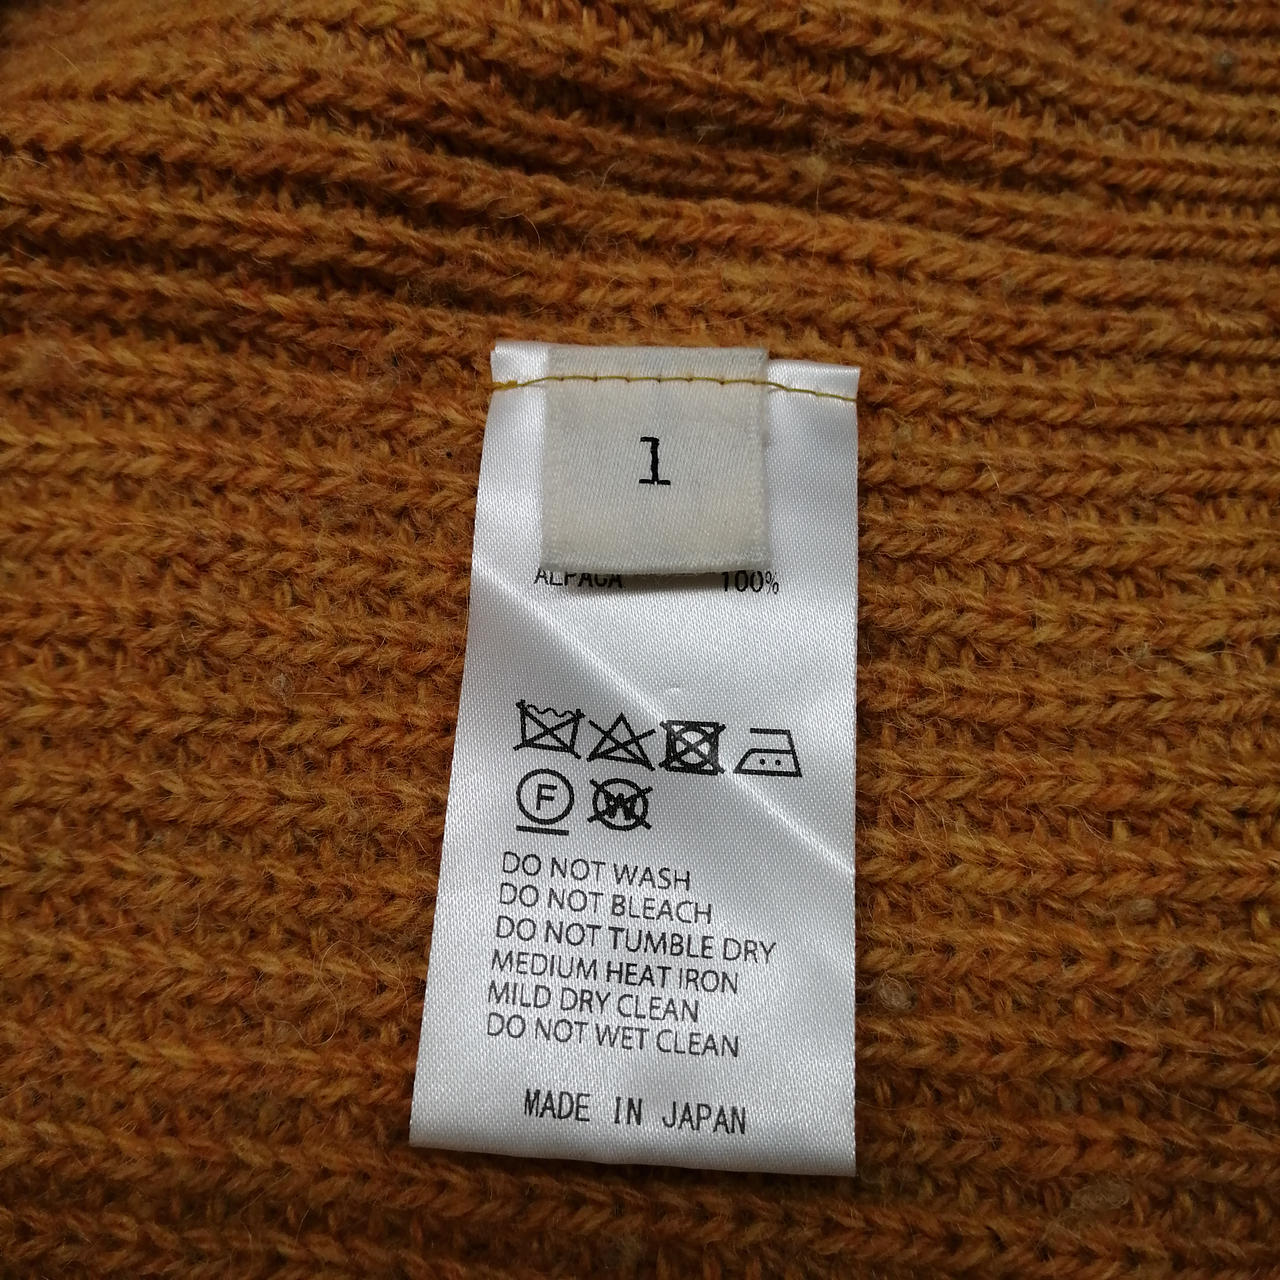 1
ALPACA 100%
F
W
DO NOT WASH
DO NOT BLEACH
DO NOT TUMBLE DRY
MEDIUM HEAT IRON
MILD DRY CLEAN
DO NOT WET CLEAN
MADE IN JAPAN